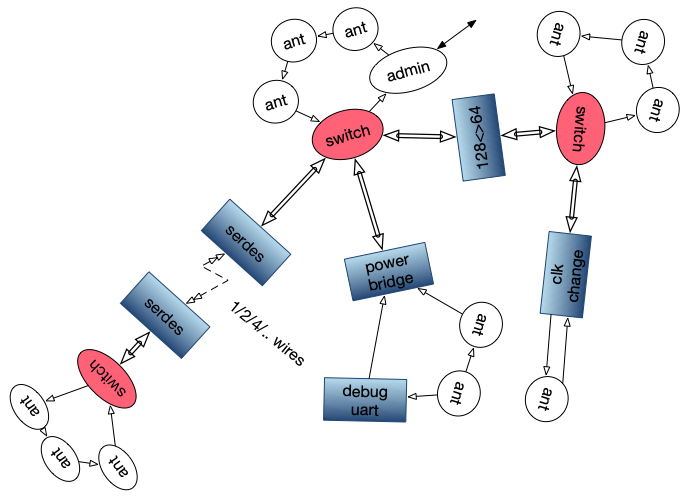 ant
ant
ant
admin
switch
128<>64
ant
ant
ant
switch
serdes
serdes
1/2/4/.. wires
power
bridge
clk
change
ant
debug
uart
ant
ant
switch
ant
ant
ant